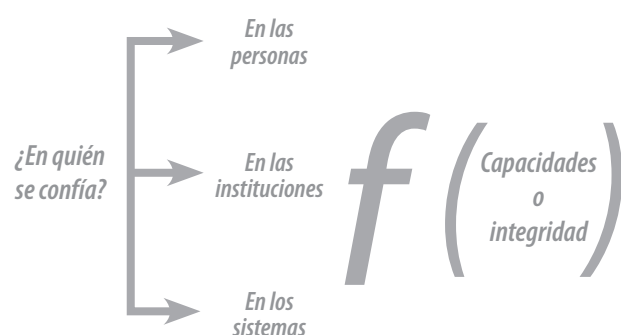 ¿En quién
se confía?
En las
personas
En las
instituciones
En los
sistemas
f
(Capacidades
o
integridad)